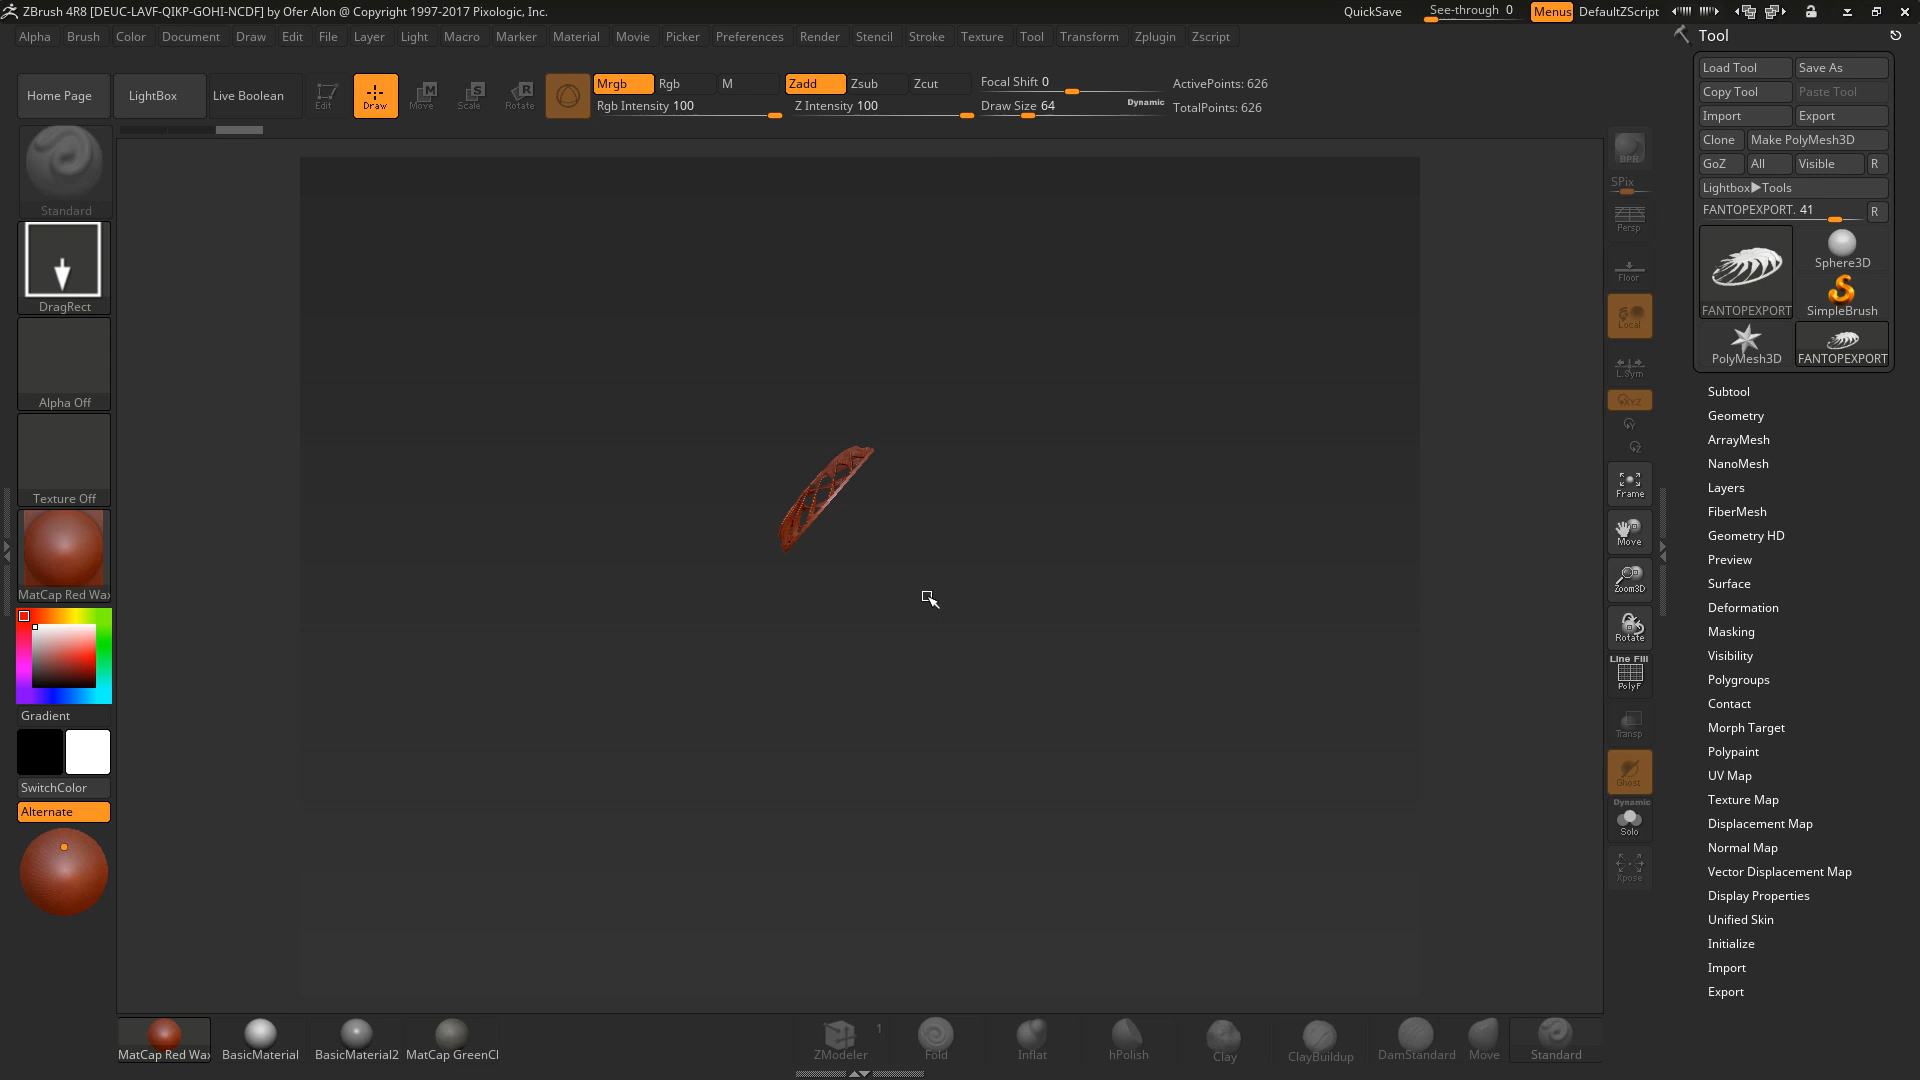 ZBrush 4R8 [DEUC-LAVF-QIKP-GOHI-NCDF] by Ofer Alon @ Copyright 1997-2017 Pixologic, Inc.
QuickSave
See-through 0
Menus
DefaultZScript
Alpha Brush Color Document Draw Edit File Layer Light Macro Marker Material Movie Picker Preferences Render Stencil Stroke Texture Tool Transform Zplugin Zscript
Home Page
LightBox
Live Boolean
Edit
Draw
Move
Scale
Rotate
Mrgb Rgb M
Rgb Intensity 100
Zadd Zsub Zcut
Z Intensity 100
Focal Shift 0
Draw Size 64
Dynamic
ActivePoints: 626
TotalPoints: 626
Standard
DragRect
Alpha Off
Texture Off
MatCap Red Wax
Gradient
SwitchColor
Alternate
BPR
SPix
Persp
Floor
Local
L.Sym
XYZ
Frame
Move
Zoom3D
Rotate
Line Fill
PolyF
Transp
Ghost
Dynamic
Solo
Xpose
Tool
Load Tool Save As
Copy Tool Paste Tool
Import Export
Clone Make PolyMesh3D
GoZ All Visible R
Lightbox▶Tools
FANTOPEXPORT. 41 R
FANTOPEXPORT
Sphere3D
SimpleBrush
PolyMesh3D
FANTOPEXPORT
Subtool
Geometry
ArrayMesh
NanoMesh
Layers
FiberMesh
Geometry HD
Preview
Surface
Deformation
Masking
Visibility
Polygroups
Contact
Morph Target
Polypaint
UV Map
Texture Map
Displacement Map
Normal Map
Vector Displacement Map
Display Properties
Unified Skin
Initialize
Import
Export
MatCap Red Wax BasicMaterial BasicMaterial2 MatCap GreenCl
1
ZModeler Fold Inflat hPolish Clay ClayBuildup DamStandard Move Standard